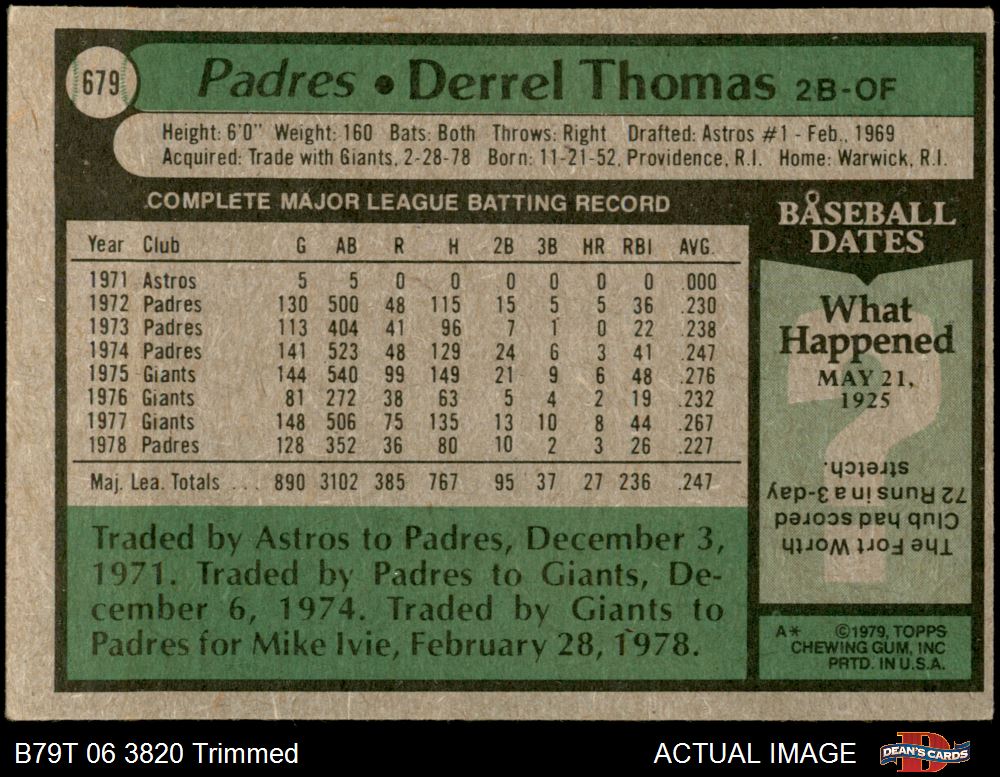 679
Padres • Derrel Thomas 2B-OF
Height: 6'0" Weight: 160 Bats: Both Throws: Right Drafted: Astros #1 - Feb., 1969
Acquired: Trade with Giants, 2-28-78 Born: 11-21-52, Providence, R.I. Home: Warwick, R.I.
COMPLETE MAJOR LEAGUE BATTING RECORD
Year Club G AB R H 2B 3B HR RBI AVG.
1971 Astros 5 5 0 0 0 0 0 0 .000
1972 Padres 130 500 48 115 15 5 5 36 .230
1973 Padres 113 404 41 96 7 1 0 22 .238
1974 Padres 141 523 48 129 24 6 3 41 .247
1975 Giants 144 540 99 149 21 9 6 48 .276
1976 Giants 81 272 38 63 5 4 2 19 .232
1977 Giants 148 506 75 135 13 10 8 44 .267
1978 Padres 128 352 36 80 10 2 3 26 .227
Maj. Lea. Totals ... 890 3102 385 767 95 37 27 236 .247
Traded by Astros to Padres, December 3,
1971. Traded by Padres to Giants, De-
cember 6, 1974. Traded by Giants to
Padres for Mike Ivie, February 28, 1978.
BASEBALL
DATES
What
Happened
MAY 21,
1925
?
The Fort Worth
Club had scored
72 Runs in a 3-day
stretch.
A* ©1979, TOPPS
CHEWING GUM, INC
PRTD. IN U.S.A.
B79T 06 3820 Trimmed
ACTUAL IMAGE
DEAN'S CARDS